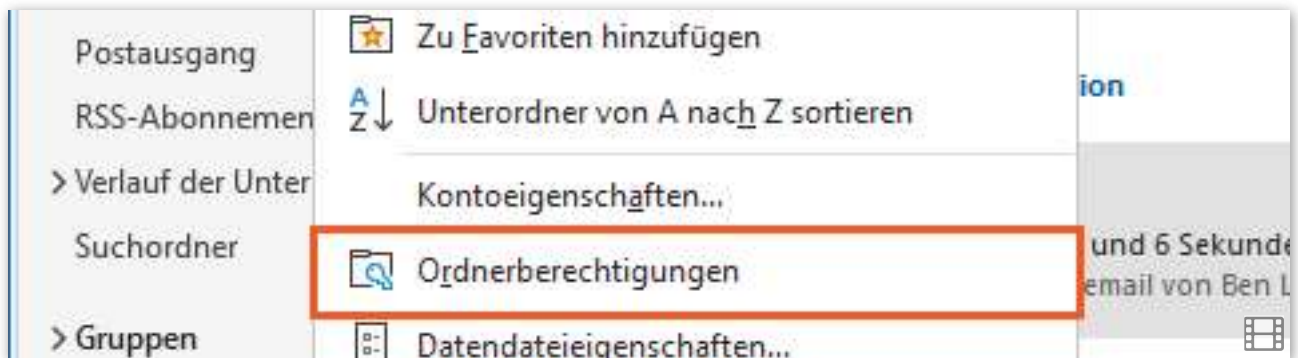 Postausgang
RSS-Abonnemen
Verlauf der Unter
Suchordner
Gruppen
Zu Favoriten hinzufügen
Unterordner von A nach Z sortieren
Kontoeigenschaften...
Ordnerberechtigungen
Datendateieigenschaften...
ion
und 6 Sekunde
email von Ben L